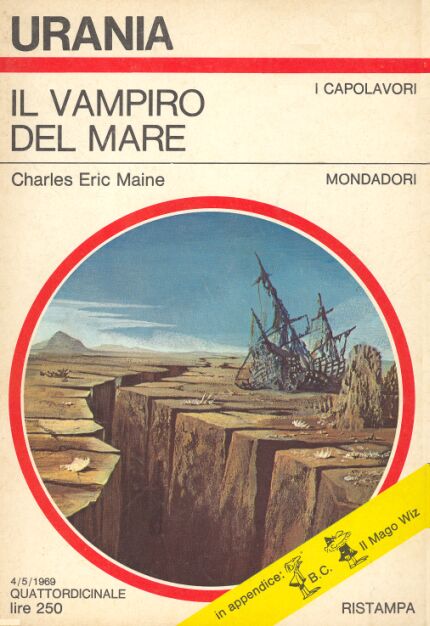 URANIA
I CAPOLAVORI
IL VAMPIRO
DEL MARE
Charles Eric Maine
MONDADORI
in appendice:
B.C.
Il Mago Wiz
4/5/1969
QUATTORDICINALE
lire 250
RISTAMPA